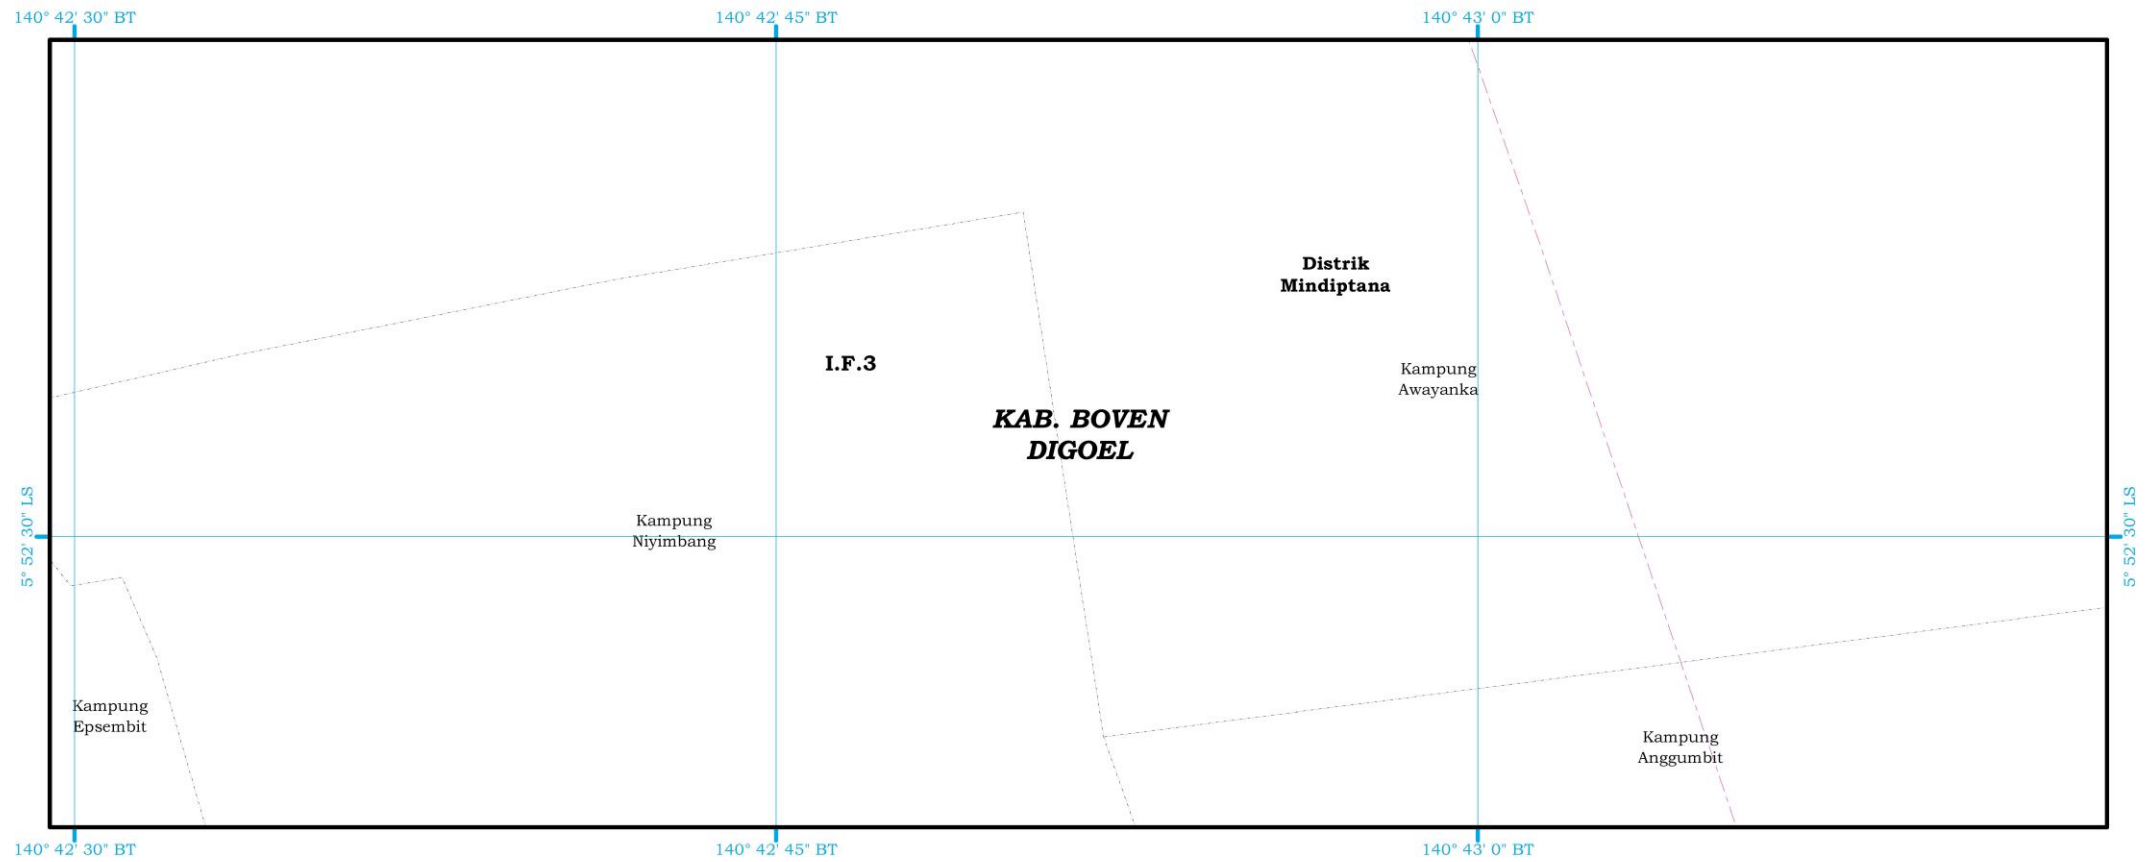 140° 42' 30" BT
140° 42' 45" BT
140° 43' 0" BT
Distrik
Mindiptana
I.F.3
Kampung
Awayanka
KAB. BOVEN
DIGOEL
5° 52' 30" LS
5° 52' 30" LS
Kampung
Niyimbang
Kampung
Epsembit
Kampung
Anggumbit
140° 42' 30" BT
140° 42' 45" BT
140° 43' 0" BT